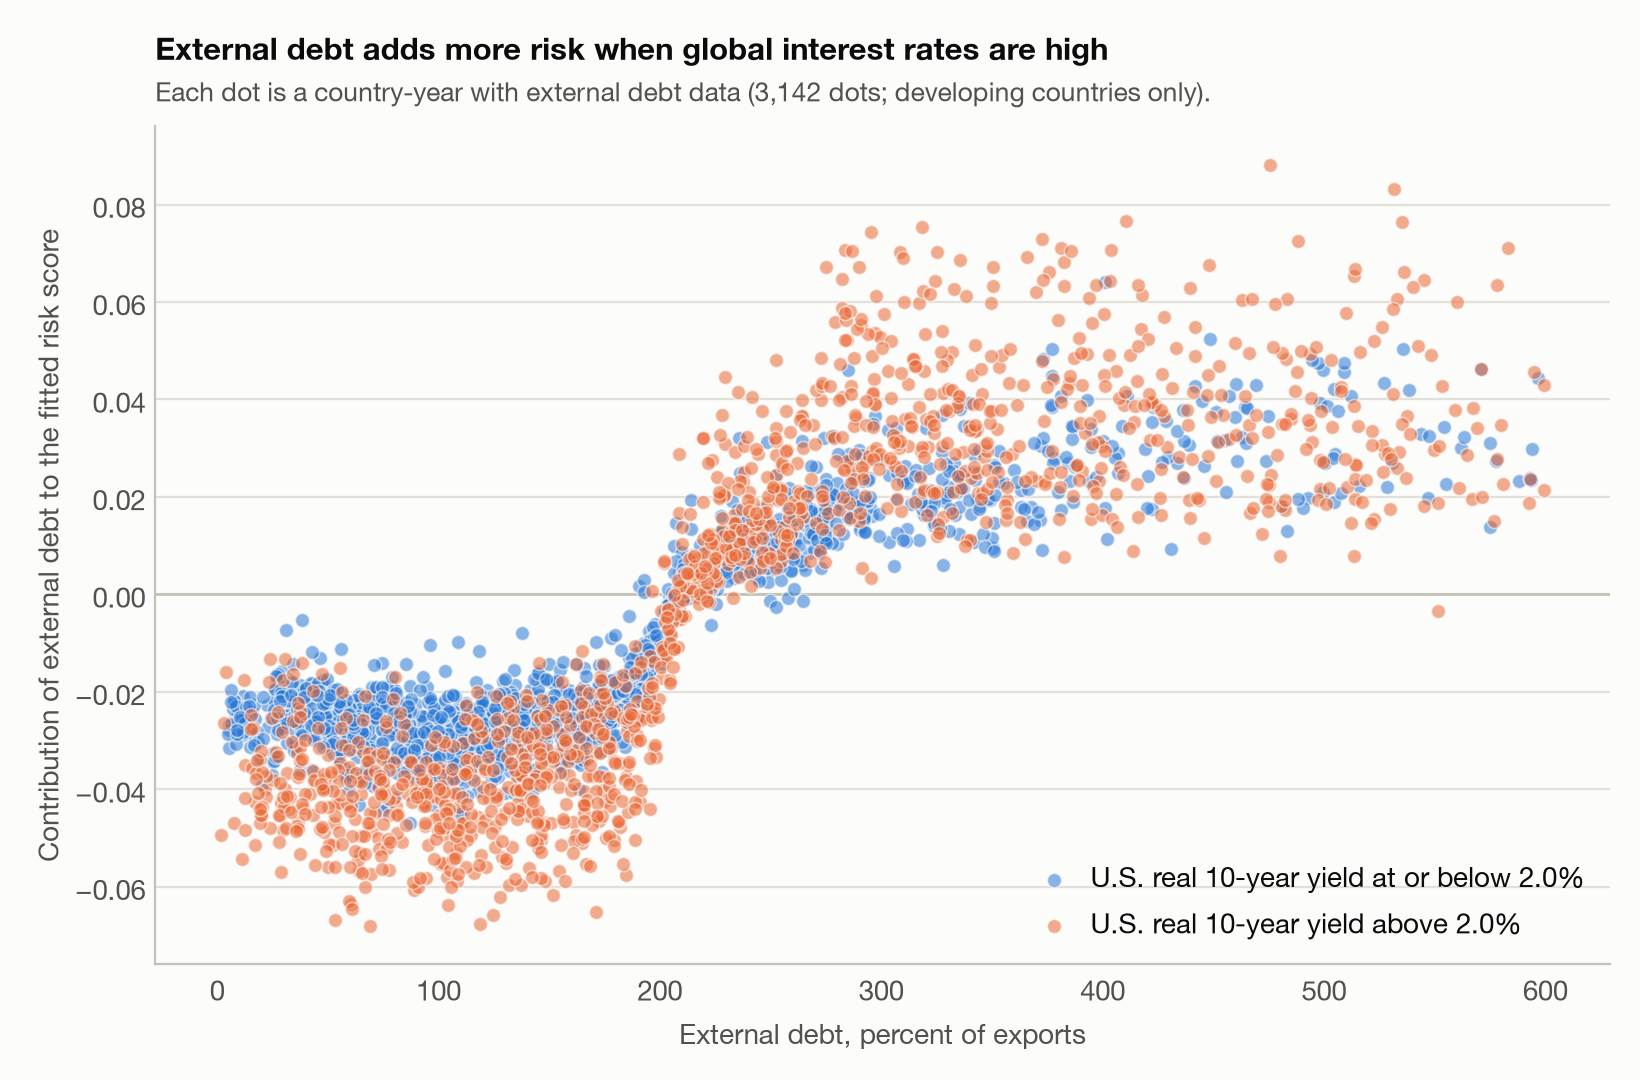 External debt adds more risk when global interest rates are high
Each dot is a country-year with external debt data (3,142 dots; developing countries only).
Contribution of external debt to the fitted risk score
0.08
0.06
0.04
0.02
0.00
−0.02
−0.04
−0.06
U.S. real 10-year yield at or below 2.0%
U.S. real 10-year yield above 2.0%
0 100 200 300 400 500 600
External debt, percent of exports